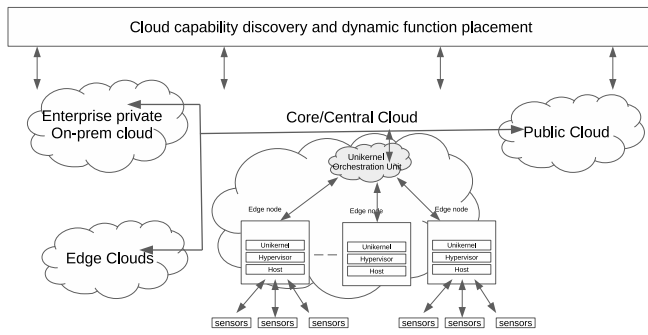 Cloud capability discovery and dynamic function placement
Enterprise private
On-prem cloud
Core/Central Cloud
Public Cloud
Unikernel
Orchestration Unit
Edge Clouds
Edge node
Edge node
Edge node
Unikernel
Hypervisor
Host
Unikernel
Hypervisor
Host
Unikernel
Hypervisor
Host
sensors
sensors
sensors
sensors
sensors
sensors